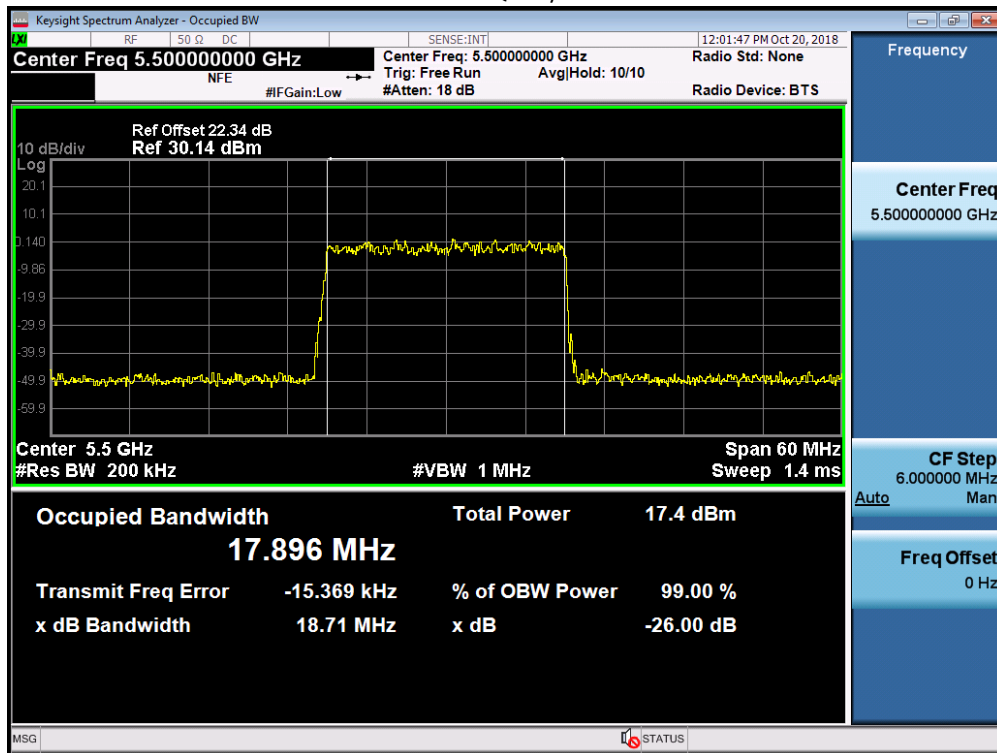 Keysight Spectrum Analyzer - Occupied BW
LXI RF 50 Ω DC SENSE:INT 12:01:47 PM Oct 20, 2018
Center Freq 5.500000000 GHz
NFE
#IFGain:Low
Center Freq: 5.500000000 GHz
Trig: Free Run Avg|Hold: 10/10
#Atten: 18 dB
Radio Std: None
Radio Device: BTS
Ref Offset 22.34 dB
10 dB/div Ref 30.14 dBm
Log
20.1
10.1
0.140
-9.86
-19.9
-29.9
-39.9
-49.9
-59.9
Center 5.5 GHz Span 60 MHz
#Res BW 200 kHz #VBW 1 MHz Sweep 1.4 ms
Occupied Bandwidth Total Power 17.4 dBm
17.896 MHz
Transmit Freq Error -15.369 kHz % of OBW Power 99.00 %
x dB Bandwidth 18.71 MHz x dB -26.00 dB
MSG STATUS
Frequency
Center Freq
5.500000000 GHz
CF Step
6.000000 MHz
Auto Man
Freq Offset
0 Hz